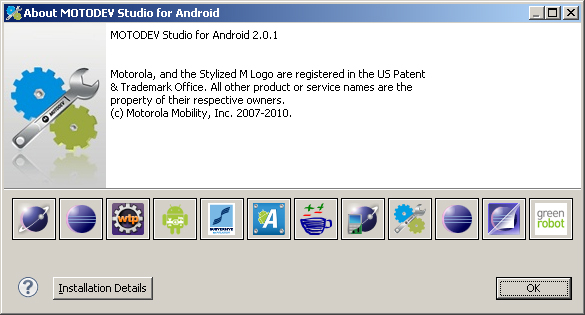 About MOTODEV Studio for Android
MOTODEV Studio for Android 2.0.1
Motorola, and the Stylized M Logo are registered in the US Patent
& Trademark Office. All other product or service names are the
property of their respective owners.
(c) Motorola Mobility, Inc. 2007-2010.
MOTODEV
wtp
SUBVERSIVE
A
green
robot
?
Installation Details
OK